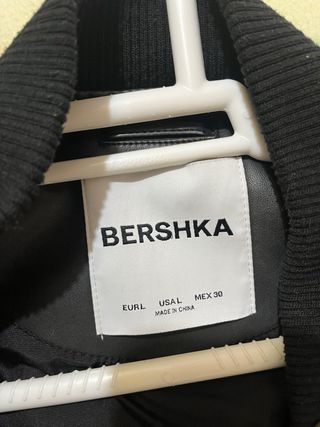 BERSHKA
EUR L USA L MEX 30
MADE IN CHINA